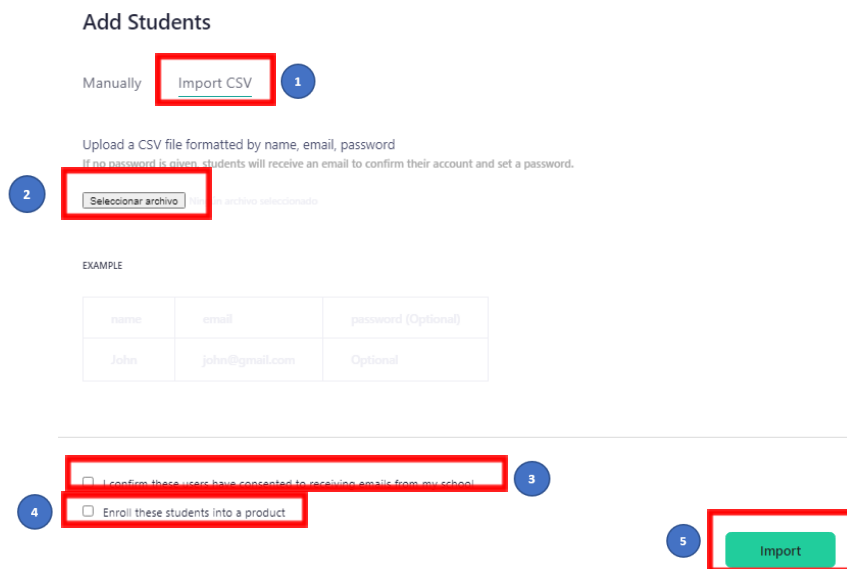 Add Students
Manually Import CSV 1
Upload a CSV file formatted by name, email, password
If no password is given, students will receive an email to confirm their account and set a password.
2 Seleccionar archivo Ningún archivo seleccionado
EXAMPLE
name email password (Optional)
John john@gmail.com Optional
I confirm these users have consented to receiving emails from my school 3
4 Enroll these students into a product
5 Import